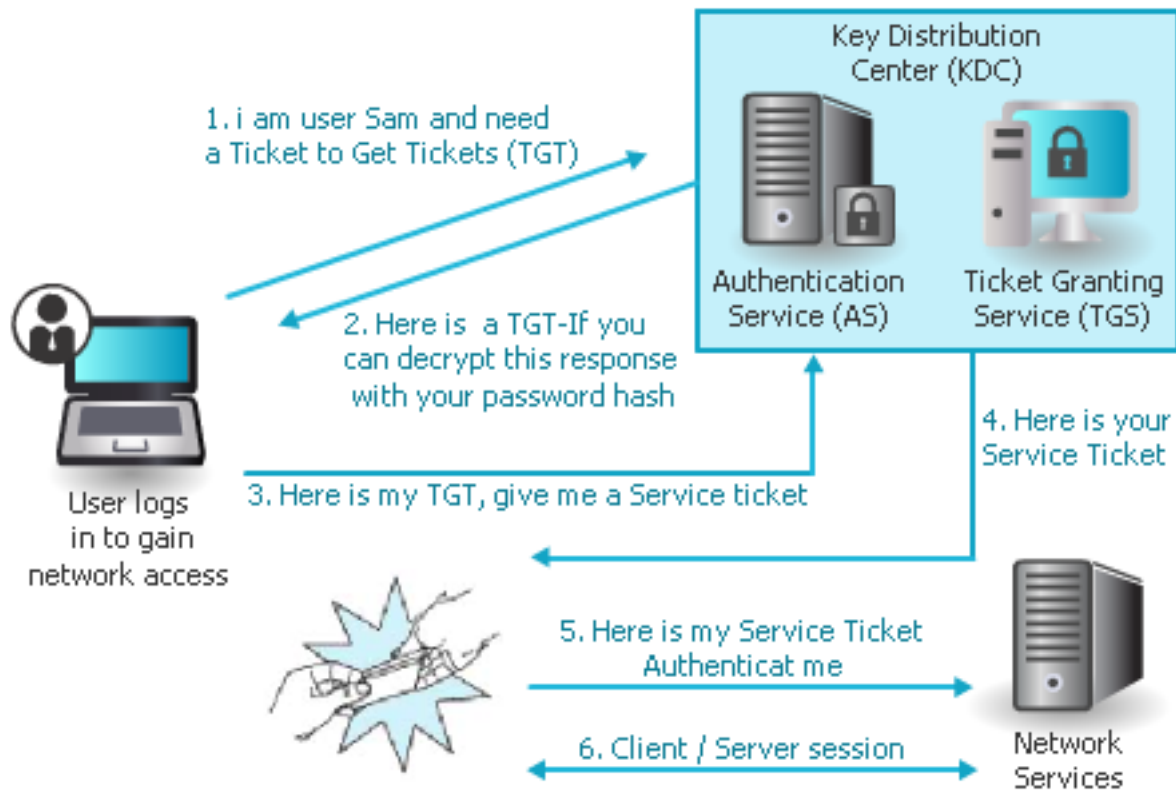 Key Distribution
Center (KDC)
1. i am user Sam and need
a Ticket to Get Tickets (TGT)
Authentication
Service (AS)
Ticket Granting
Service (TGS)
2. Here is a TGT-If you
can decrypt this response
with your password hash
4. Here is your
Service Ticket
3. Here is my TGT, give me a Service ticket
User logs
in to gain
network access
5. Here is my Service Ticket
Authenticat me
6. Client / Server session
Network
Services